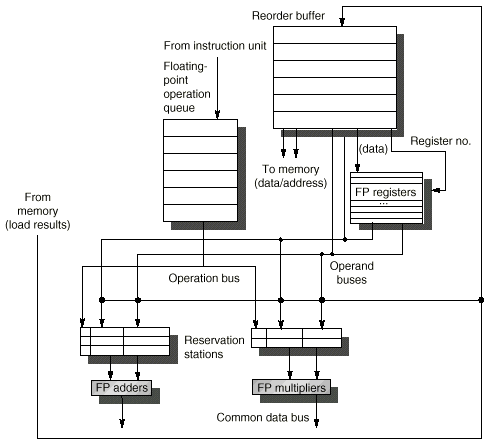 Reorder buffer
From instruction unit
Floating-
point
operation
queue
Register no.
(data)
To memory
(data/address)
FP registers
...
From
memory
(load results)
Operation bus
Operand
buses
Reservation
stations
FP adders
FP multipliers
Common data bus